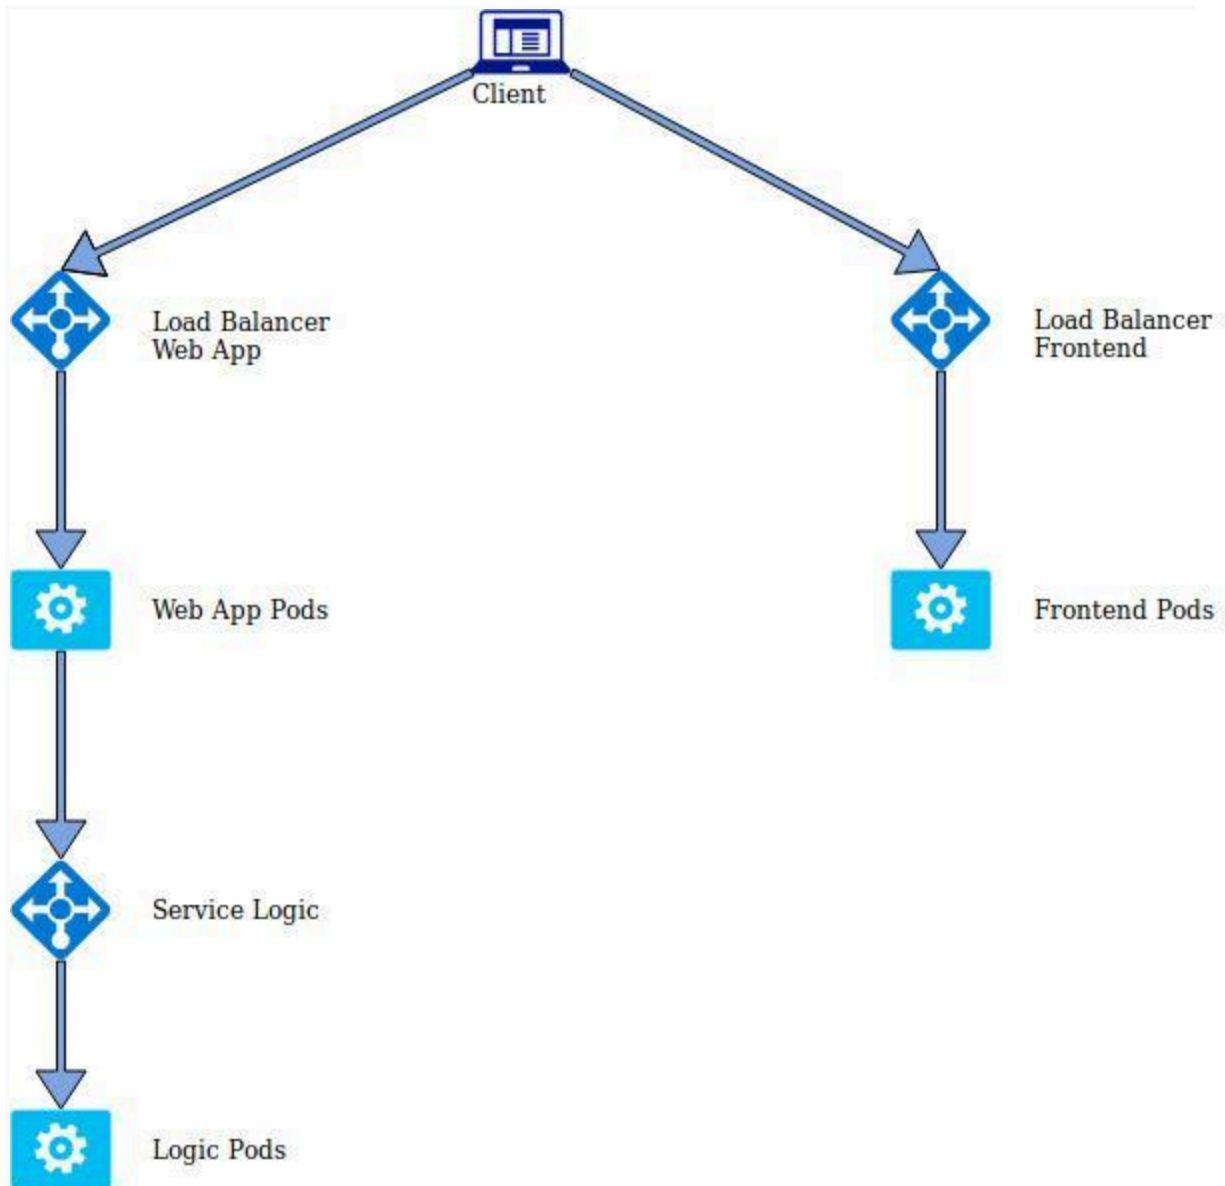 Client
Load Balancer
Web App
Load Balancer
Frontend
Web App Pods
Frontend Pods
Service Logic
Logic Pods